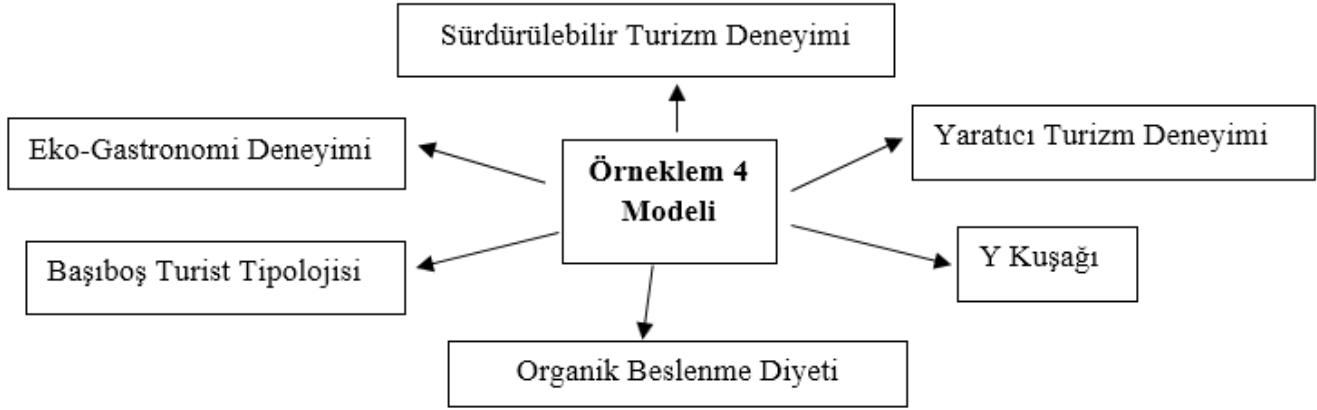 Sürdürülebilir Turizm Deneyimi
Eko-Gastronomi Deneyimi
Yaratıcı Turizm Deneyimi
Örneklem 4
Modeli
Başıboş Turist Tipolojisi
Y Kuşağı
Organik Beslenme Diyeti